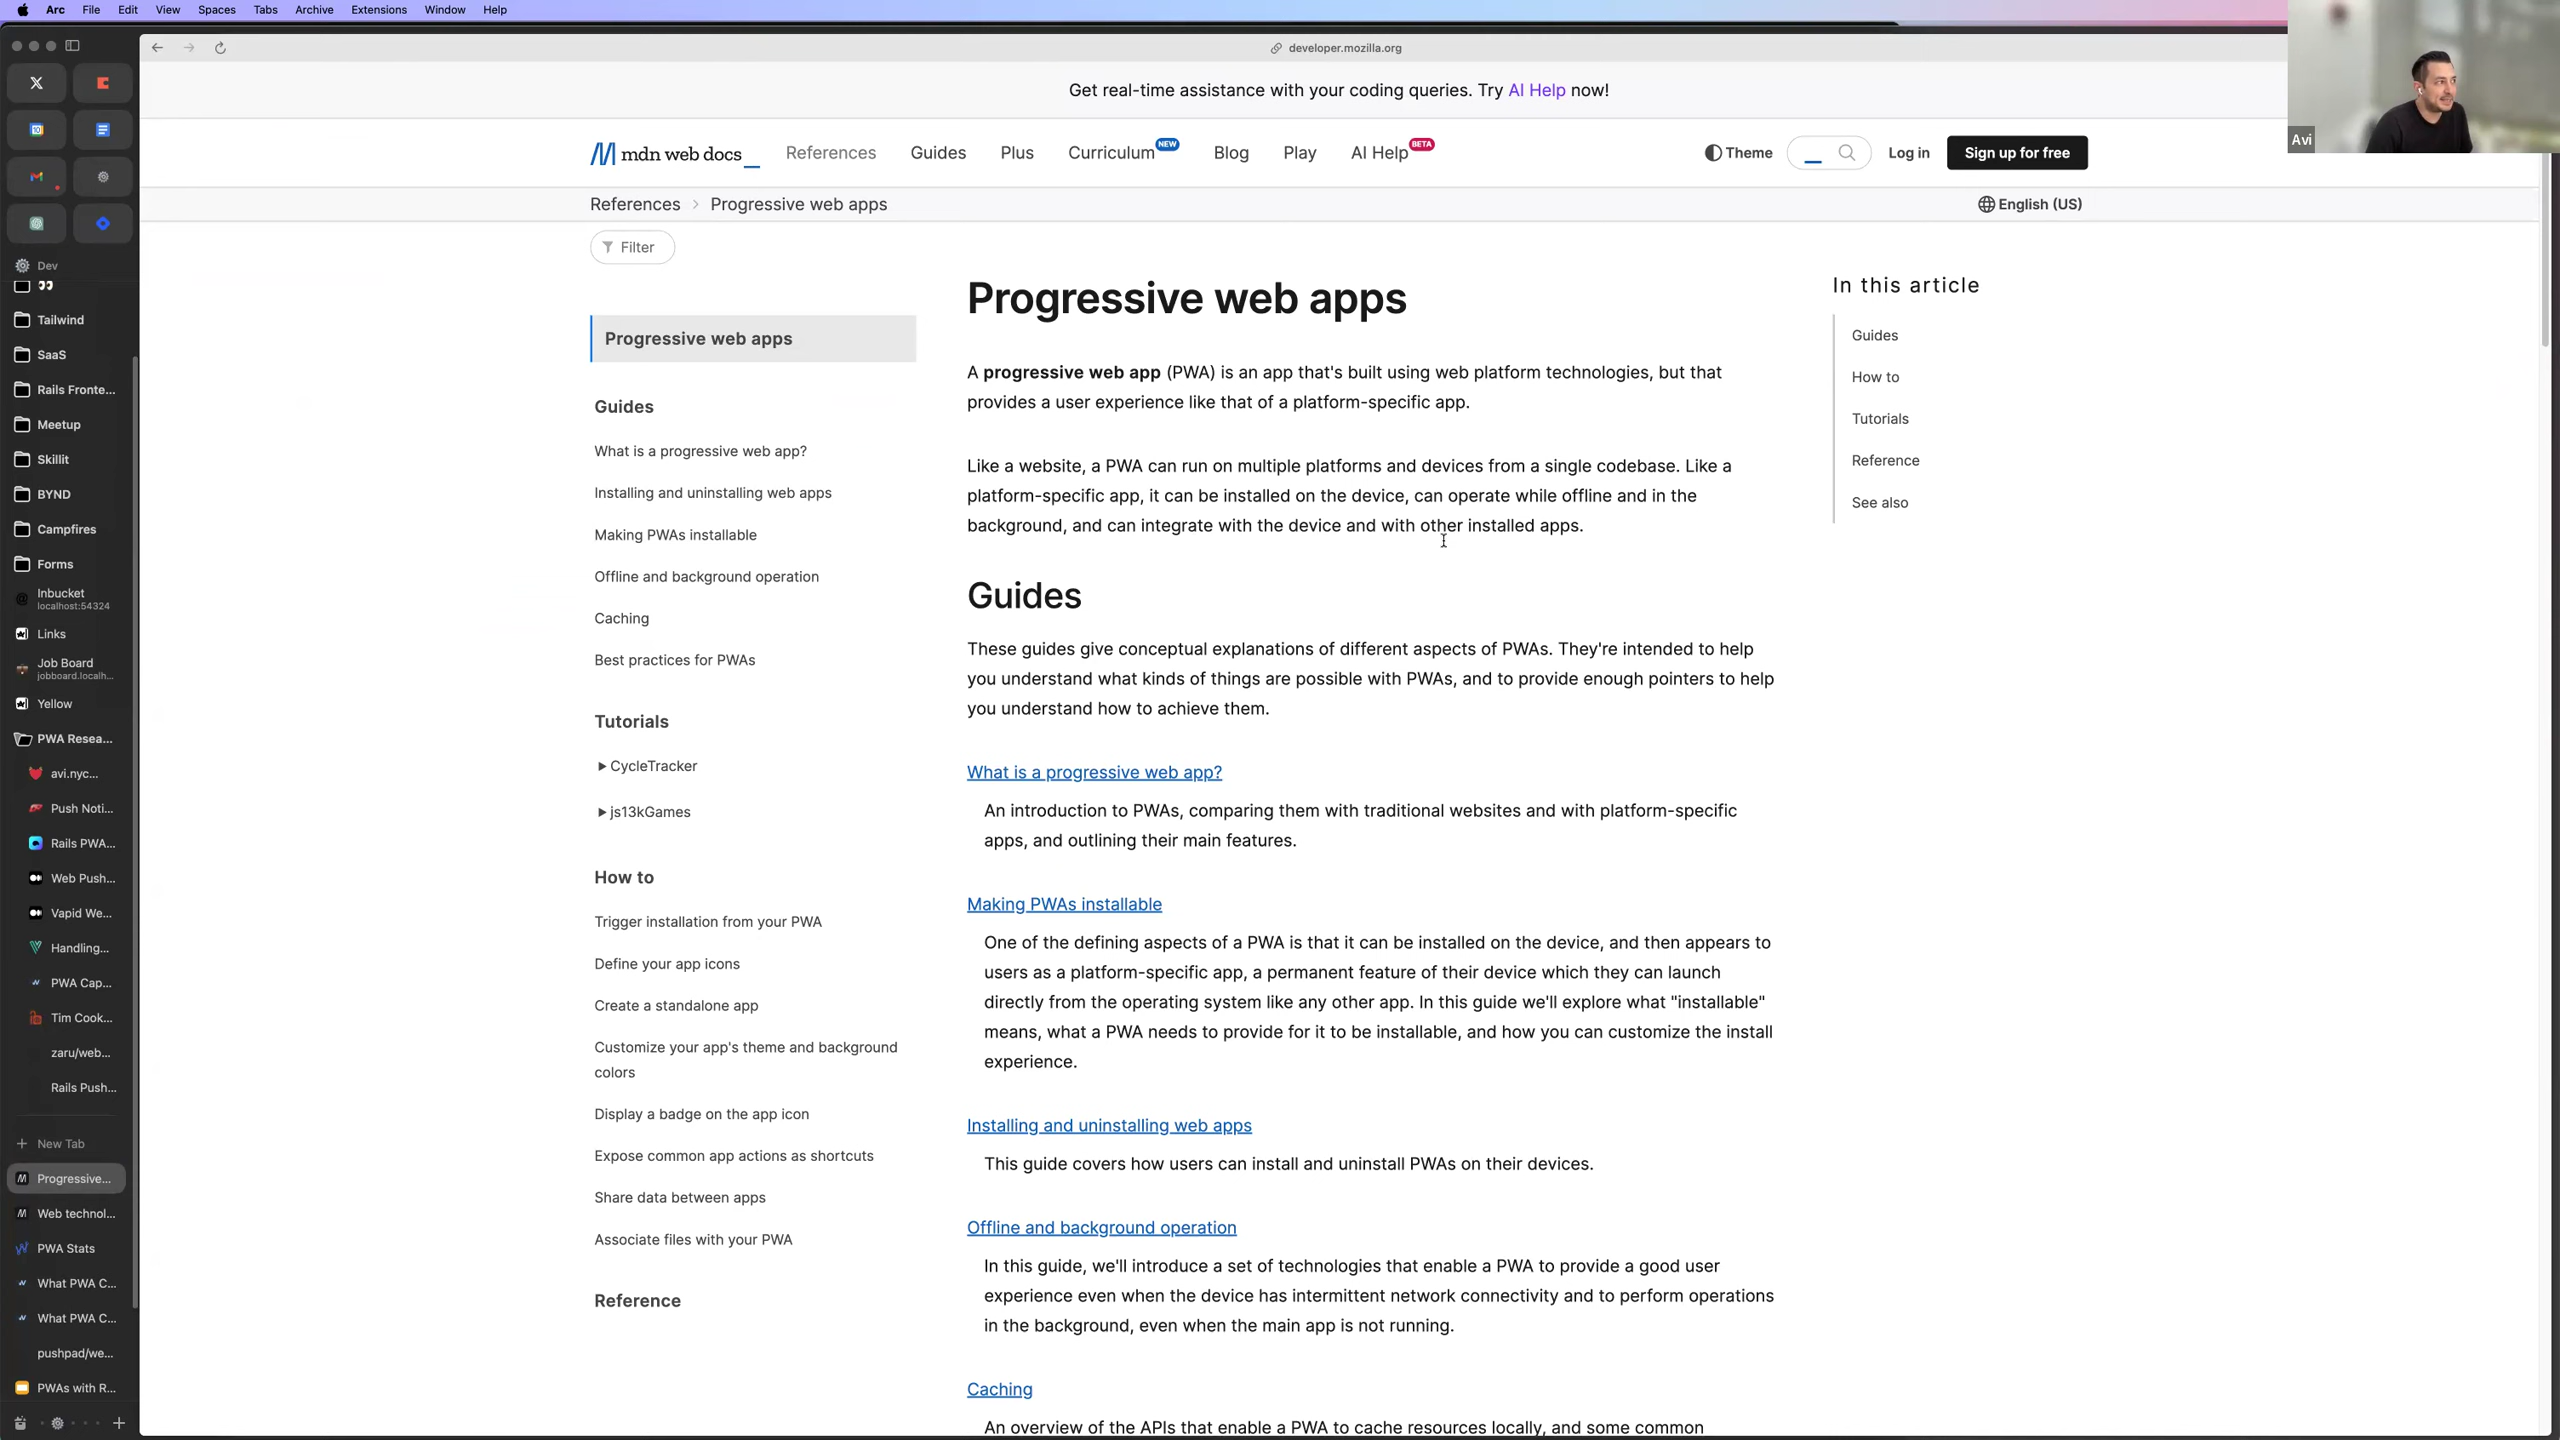 Arc File Edit View Spaces Tabs Archive Extensions Window Help
developer.mozilla.org
Avi
Get real-time assistance with your coding queries. Try AI Help now!
mdn web docs_ References Guides Plus Curriculum NEW Blog Play AI Help BETA Theme Log in Sign up for free
References > Progressive web apps English (US)
Filter
Dev
Tailwind
SaaS
Rails Fronte...
Meetup
Skillit
BYND
Campfires
Forms
Inbucket
localhost:54324
Links
Job Board
jobboard.localh...
Yellow
PWA Resea...
avi.nyc...
Push Noti...
Rails PWA...
Web Push...
Vapid We...
Handling...
PWA Cap...
Tim Cook...
zaru/web...
Rails Push...
New Tab
Progressive...
Web technol...
PWA Stats
What PWA C...
What PWA C...
pushpad/we...
PWAs with R...
Progressive web apps
Guides
What is a progressive web app?
Installing and uninstalling web apps
Making PWAs installable
Offline and background operation
Caching
Best practices for PWAs
Tutorials
CycleTracker
js13kGames
How to
Trigger installation from your PWA
Define your app icons
Create a standalone app
Customize your app's theme and background
colors
Display a badge on the app icon
Expose common app actions as shortcuts
Share data between apps
Associate files with your PWA
Reference
Progressive web apps
A progressive web app (PWA) is an app that's built using web platform technologies, but that
provides a user experience like that of a platform-specific app.
Like a website, a PWA can run on multiple platforms and devices from a single codebase. Like a
platform-specific app, it can be installed on the device, can operate while offline and in the
background, and can integrate with the device and with other installed apps.
Guides
These guides give conceptual explanations of different aspects of PWAs. They're intended to help
you understand what kinds of things are possible with PWAs, and to provide enough pointers to help
you understand how to achieve them.
What is a progressive web app?
An introduction to PWAs, comparing them with traditional websites and with platform-specific
apps, and outlining their main features.
Making PWAs installable
One of the defining aspects of a PWA is that it can be installed on the device, and then appears to
users as a platform-specific app, a permanent feature of their device which they can launch
directly from the operating system like any other app. In this guide we'll explore what "installable"
means, what a PWA needs to provide for it to be installable, and how you can customize the install
experience.
Installing and uninstalling web apps
This guide covers how users can install and uninstall PWAs on their devices.
Offline and background operation
In this guide, we'll introduce a set of technologies that enable a PWA to provide a good user
experience even when the device has intermittent network connectivity and to perform operations
in the background, even when the main app is not running.
Caching
An overview of the APIs that enable a PWA to cache resources locally, and some common
In this article
Guides
How to
Tutorials
Reference
See also